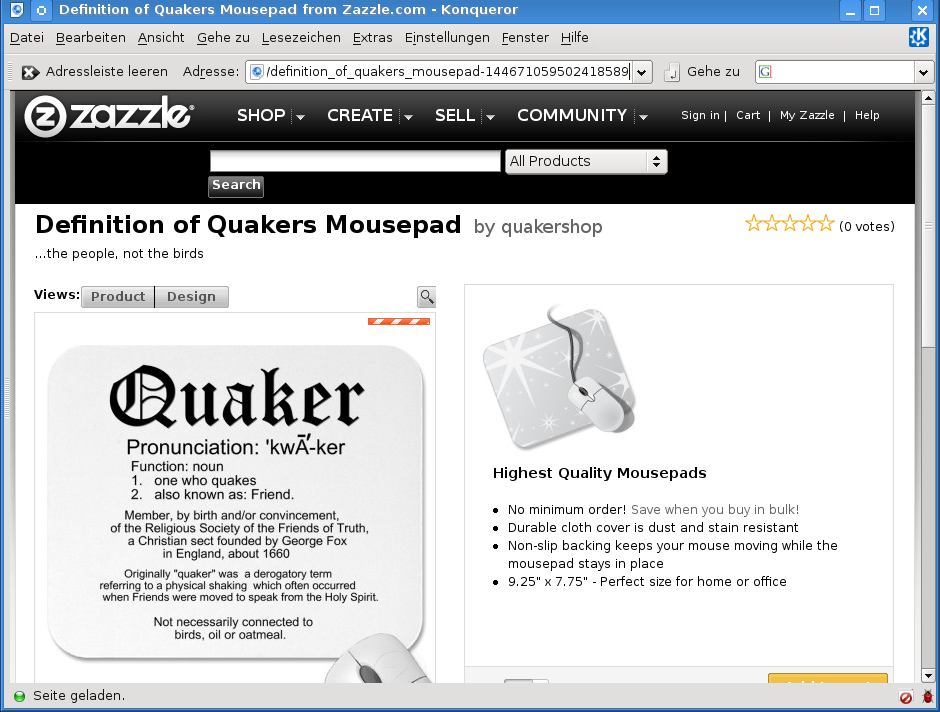 Definition of Quakers Mousepad from Zazzle.com - Konqueror
Datei Bearbeiten Ansicht Gehe zu Lesezeichen Extras Einstellungen Fenster Hilfe
Adressleiste leeren Adresse: /definition_of_quakers_mousepad-144671059502418589 Gehe zu
zazzle SHOP CREATE SELL COMMUNITY Sign in | Cart | My Zazzle | Help
All Products
Search
Definition of Quakers Mousepad by quakershop (0 votes)
...the people, not the birds
Views: Product Design
Quaker
Pronunciation: 'kwĀ́-ker
Function: noun
1. one who quakes
2. also known as: Friend.
Member, by birth and/or convincement,
of the Religious Society of the Friends of Truth,
a Christian sect founded by George Fox
in England, about 1660
Originally "quaker" was a derogatory term
referring to a physical shaking which often occurred
when Friends were moved to speak from the Holy Spirit.
Not necessarily connected to
birds, oil or oatmeal.
Highest Quality Mousepads
No minimum order! Save when you buy in bulk!
Durable cloth cover is dust and stain resistant
Non-slip backing keeps your mouse moving while the
mousepad stays in place
9.25" x 7.75" - Perfect size for home or office
Seite geladen.